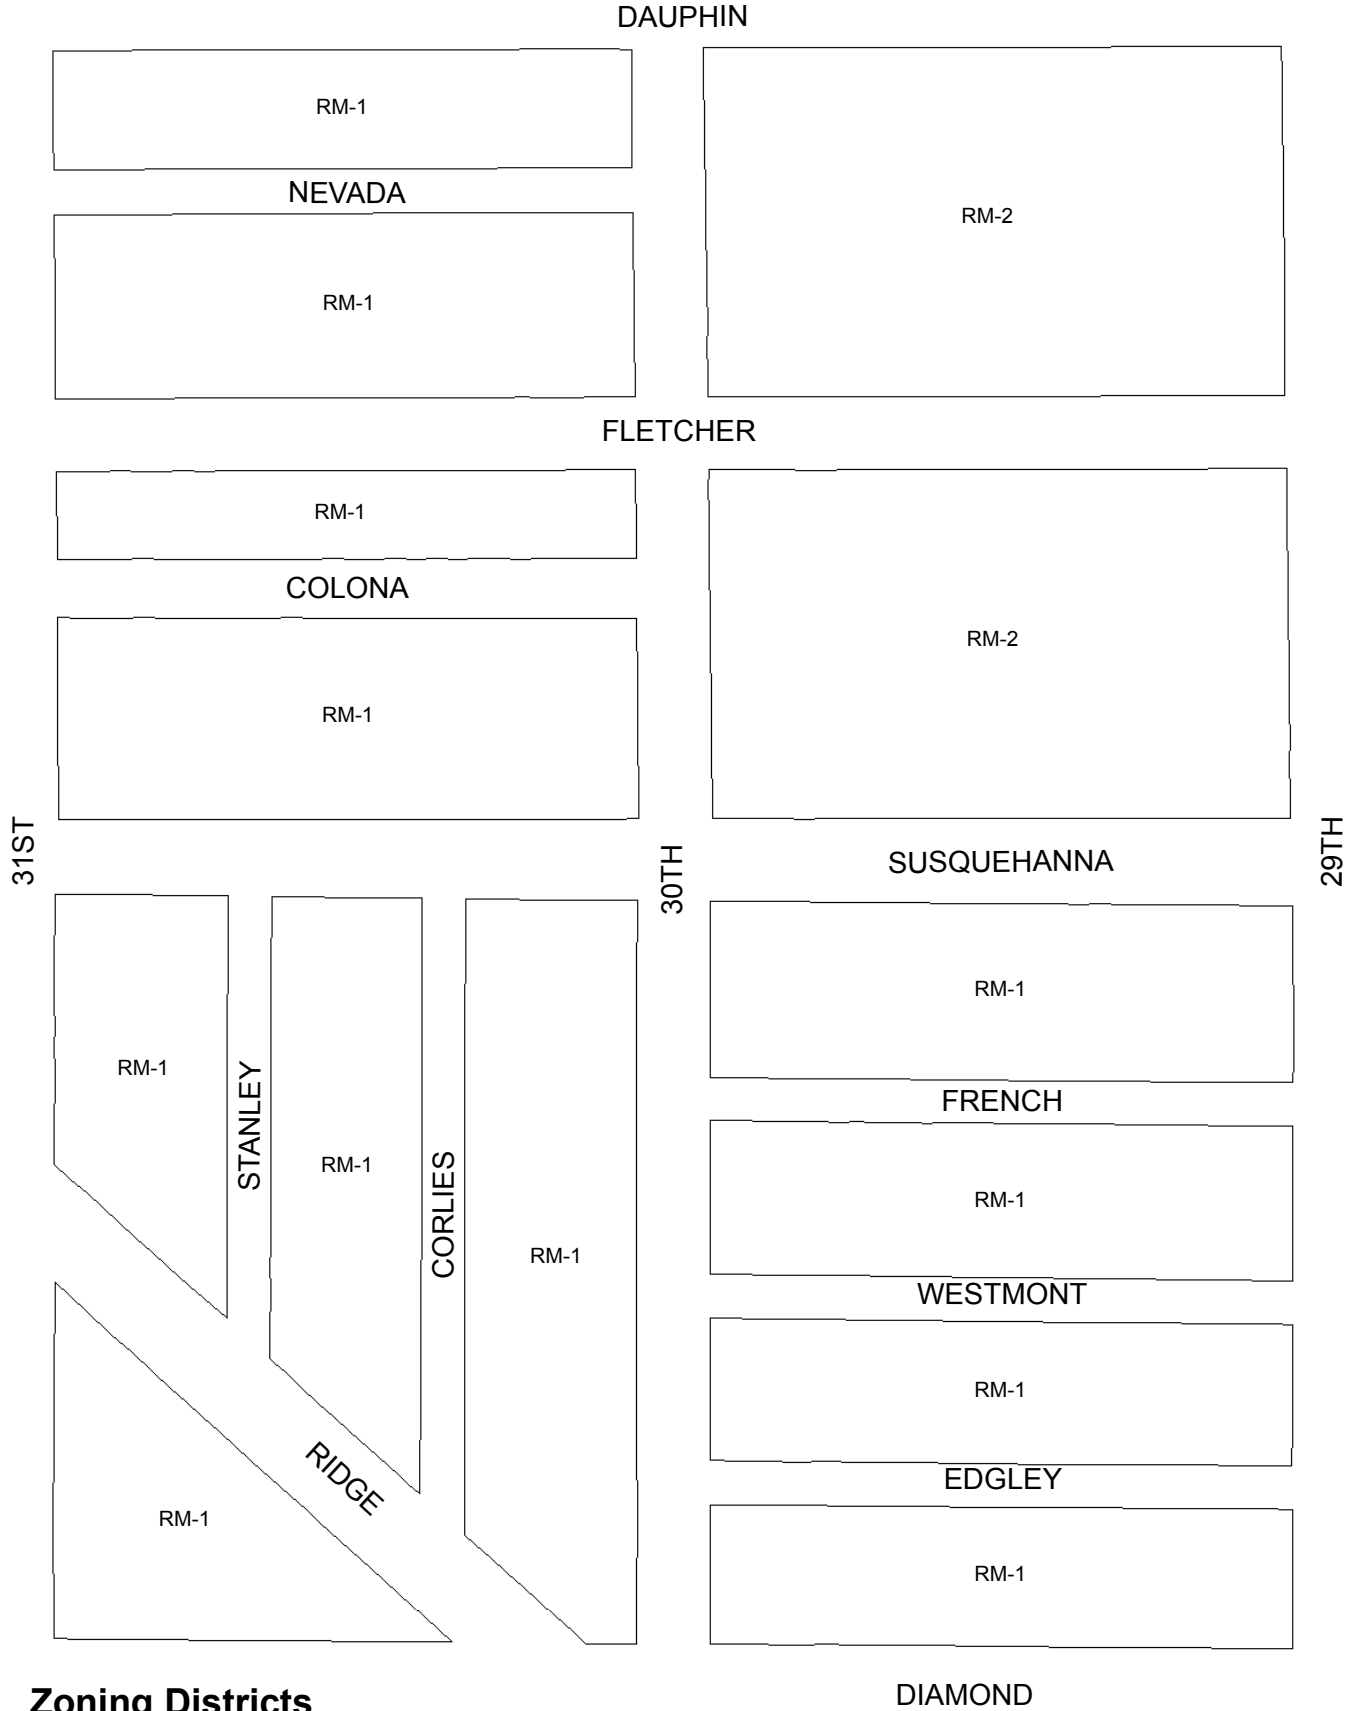 DAUPHIN
RM-1
NEVADA
RM-2
RM-1
FLETCHER
RM-1
COLONA
RM-2
RM-1
31ST
30TH
SUSQUEHANNA
29TH
RM-1
RM-1
FRENCH
STANLEY
RM-1
CORLIES
RM-1
RM-1
WESTMONT
RM-1
RIDGE
EDGLEY
RM-1
RM-1
Zoning Districts
DIAMOND